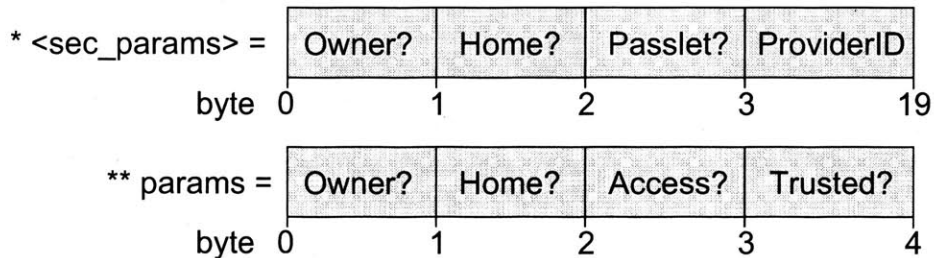 * <sec_params> = Owner? Home? Passlet? ProviderID
byte 0 1 2 3 19
** params = Owner? Home? Access? Trusted?
byte 0 1 2 3 4